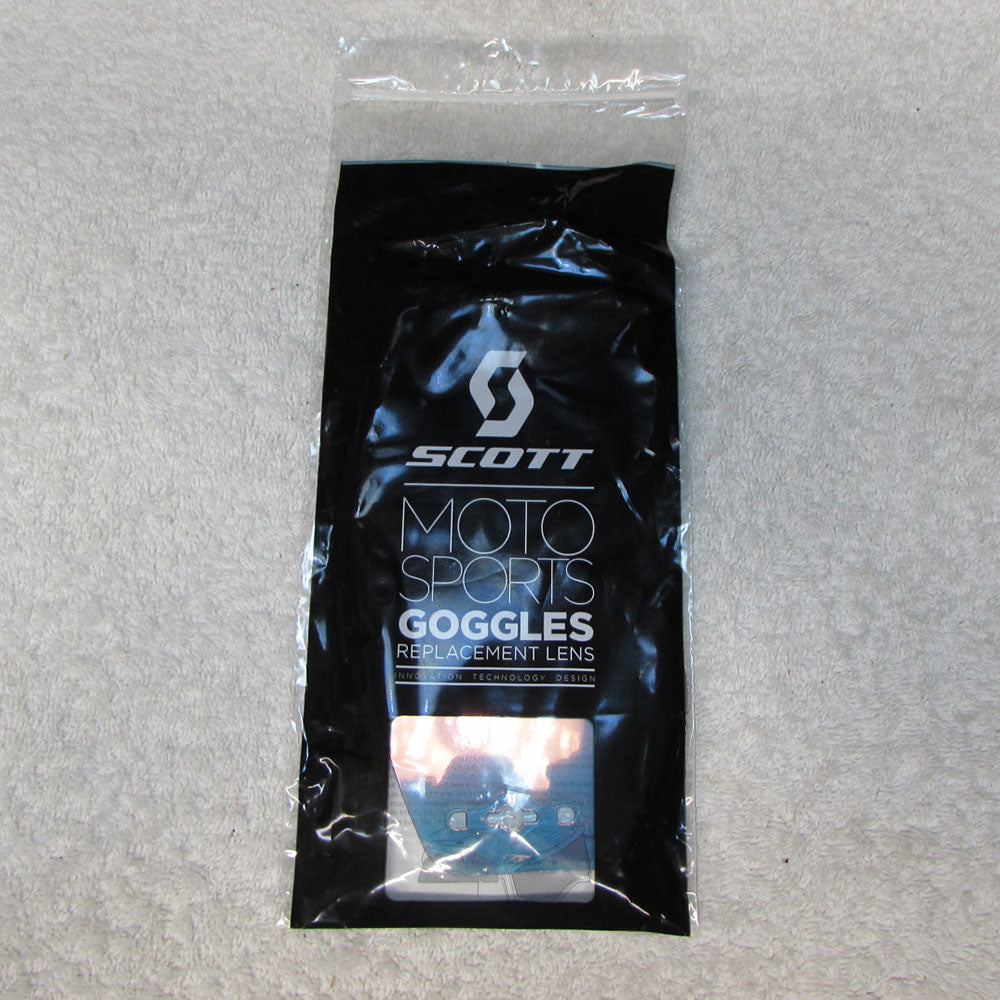 SCOTT
MOTO
SPORTS
GOGGLES
REPLACEMENT LENS
INNOVATION TECHNOLOGY DESIGN